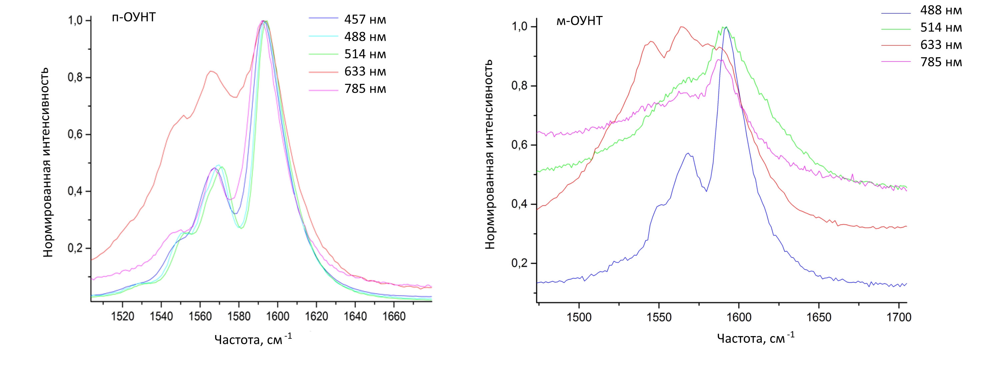 п-ОУНТ
457 нм
488 нм
514 нм
633 нм
785 нм
Нормированная интенсивность
1,0
0,8
0,6
0,4
0,2
1520 1540 1560 1580 1600 1620 1640 1660
Частота, см⁻¹
м-ОУНТ
488 нм
514 нм
633 нм
785 нм
Нормированная интенсивность
1,0
0,8
0,6
0,4
0,2
1500 1550 1600 1650 1700
Частота, см⁻¹